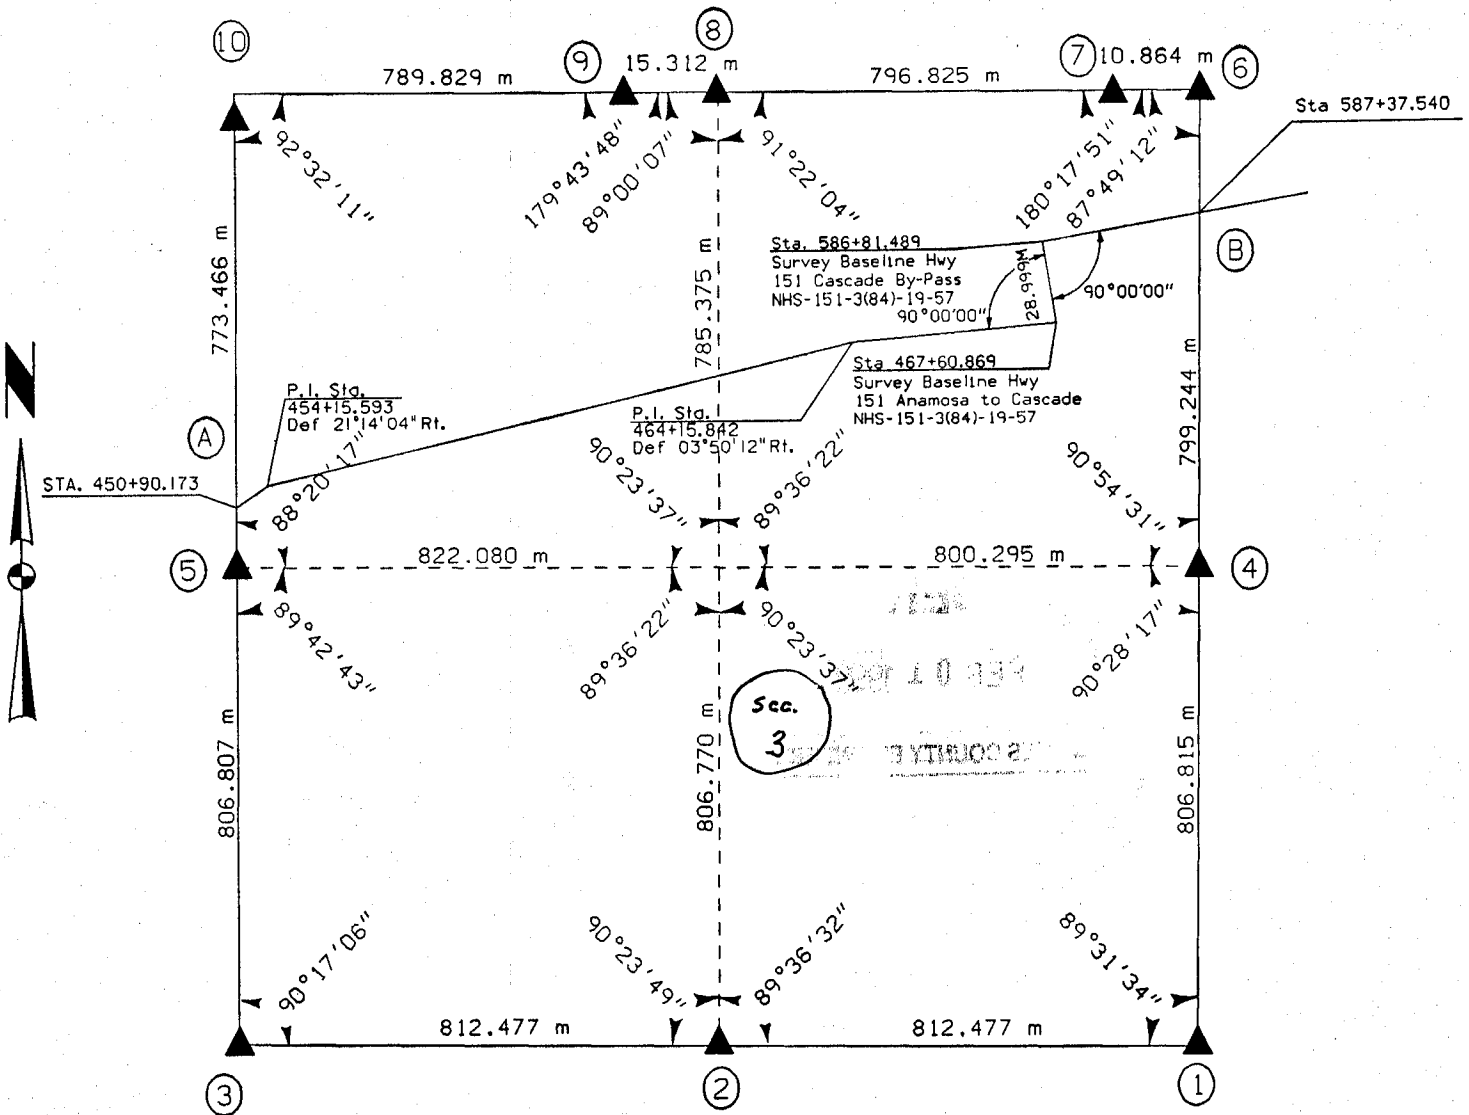 10
789.829 m
9
15.312 m
8
796.825 m
7
10.864 m
6
Sta 587+37.540
92°32'11"
179°43'48"
89°00'07"
91°22'04"
180°17'51"
87°49'12"
773.466 m
785.375 m
Sta. 586+81.489
Survey Baseline Hwy
151 Cascade By-Pass
NHS-151-3(84)-19-57
90°00'00"
28.999M
90°00'00"
B
N
P.I. Sta.
454+15.593
Def 21°14'04"Rt.
A
STA. 450+90.173
88°20'17"
P.I. Sta.
464+15.842
Def 03°50'12"Rt.
Sta 467+60.869
Survey Baseline Hwy
151 Anamosa to Cascade
NHS-151-3(84)-19-57
799.244 m
90°23'37"
89°36'22"
90°54'31"
5
822.080 m
800.295 m
4
89°42'43"
89°36'22"
90°23'37"
90°28'17"
806.807 m
806.770 m
Sec.
3
806.815 m
90°17'06"
90°23'49"
89°36'32"
89°31'34"
812.477 m
812.477 m
3
2
1